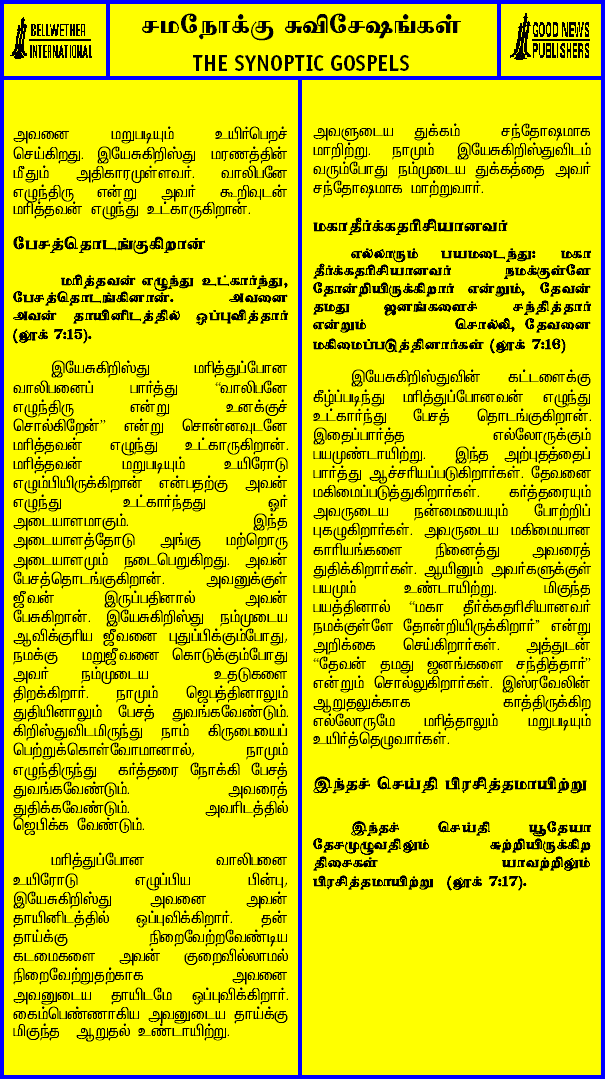 BELLWETHER
INTERNATIONAL
சமநோக்கு சுவிசேஷங்கள்
THE SYNOPTIC GOSPELS
GOOD NEWS
PUBLISHERS
அவனை மறுபடியும் உயிர்பெறச்
செய்கிறது. இயேசுகிறிஸ்து மரணத்தின்
மீதும் அதிகாரமுள்ளவர். வாலிபனே
எழுந்திரு என்று அவர் கூறிவுடன்
மரித்தவன் எழுந்து உட்காருகிறான்.
பேசத்தொடங்குகிறான்
மரித்தவன் எழுந்து உட்கார்ந்து,
பேசத்தொடங்கினான். அவனை
அவன் தாயினிடத்தில் ஒப்புவித்தார்
(லூக் 7:15).
இயேசுகிறிஸ்து மரித்துப்போன
வாலிபனைப் பார்த்து “வாலிபனே
எழுந்திரு என்று உனக்குச்
சொல்கிறேன்” என்று சொன்னவுடனே
மரித்தவன் எழுந்து உட்காருகிறான்.
மரித்தவன் மறுபடியும் உயிரோடு
எழும்பியிருக்கிறான் என்பதற்கு அவன்
எழுந்து உட்கார்ந்தது ஓர்
அடையாளமாகும். இந்த
அடையாளத்தோடு அங்கு மற்றொரு
அடையாளமும் நடைபெறுகிறது. அவன்
பேசத்தொடங்குகிறான். அவனுக்குள்
ஜீவன் இருப்பதினால் அவன்
பேசுகிறான். இயேசுகிறிஸ்து நம்முடைய
ஆவிக்குரிய ஜீவனை புதுப்பிக்கும்போது,
நமக்கு மறுஜீவனை கொடுக்கும்போது
அவர் நம்முடைய உதடுகளை
திறக்கிறார். நாமும் ஜெபத்தினாலும்
துதியினாலும் பேசத் துவங்கவேண்டும்.
கிறிஸ்துவிடமிருந்து நாம் கிருபையைப்
பெற்றுக்கொள்வோமானால், நாமும்
எழுந்திருந்து கர்த்தரை நோக்கி பேசத்
துவங்கவேண்டும். அவரைத்
துதிக்கவேண்டும். அவரிடத்தில்
ஜெபிக்க வேண்டும்.
மரித்துப்போன வாலிபனை
உயிரோடு எழுப்பிய பின்பு,
இயேசுகிறிஸ்து அவனை அவன்
தாயினிடத்தில் ஒப்புவிக்கிறார். தன்
தாய்க்கு நிறைவேற்றவேண்டிய
கடமைகளை அவன் குறைவில்லாமல்
நிறைவேற்றுதற்காக அவனை
அவனுடைய தாயிடமே ஒப்புவிக்கிறார்.
கைம்பெண்ணாகிய அவனுடைய தாய்க்கு
மிகுந்த ஆறுதல் உண்டாயிற்று.
அவளுடைய துக்கம் சந்தோஷமாக
மாறிற்று. நாமும் இயேசுகிறிஸ்துவிடம்
வரும்போது நம்முடைய துக்கத்தை அவர்
சந்தோஷமாக மாற்றுவார்.
மகாதீர்க்கதரிசியானவர்
எல்லாரும் பயமடைந்து: மகா
தீர்க்கதரிசியானவர் நமக்குள்ளே
தோன்றியிருக்கிறார் என்றும், தேவன்
தமது ஜனங்களைச் சந்தித்தார்
என்றும் சொல்லி, தேவனை
மகிமைப்படுத்தினார்கள் (லூக் 7:16)
இயேசுகிறிஸ்துவின் கட்டளைக்கு
கீழ்ப்படிந்து மரித்துப்போனவன் எழுந்து
உட்கார்ந்து பேசத் தொடங்குகிறான்.
இதைப்பார்த்த எல்லோருக்கும்
பயமுண்டாயிற்று. இந்த அற்புதத்தைப்
பார்த்து ஆச்சரியப்படுகிறார்கள். தேவனை
மகிமைப்படுத்துகிறார்கள். கர்த்தரையும்
அவருடைய நன்மையையும் போற்றிப்
புகழுகிறார்கள். அவருடைய மகிமையான
காரியங்களை நினைத்து அவரைத்
துதிக்கிறார்கள். ஆயினும் அவர்களுக்குள்
பயமும் உண்டாயிற்று. மிகுந்த
பயத்தினால் “மகா தீர்க்கதரிசியானவர்
நமக்குள்ளே தோன்றியிருக்கிறார்” என்று
அறிக்கை செய்கிறார்கள். அத்துடன்
“தேவன் தமது ஜனங்களை சந்தித்தார்”
என்றும் சொல்லுகிறார்கள். இஸ்ரவேலின்
ஆறுதலுக்காக காத்திருக்கிற
எல்லோருமே மரித்தாலும் மறுபடியும்
உயிர்த்தெழுவார்கள்.
இந்தச் செய்தி பிரசித்தமாயிற்று
இந்தச் செய்தி யூதேயா
தேசமுழுவதிலும் சுற்றியிருக்கிற
திசைகள் யாவற்றிலும்
பிரசித்தமாயிற்று (லூக் 7:17).